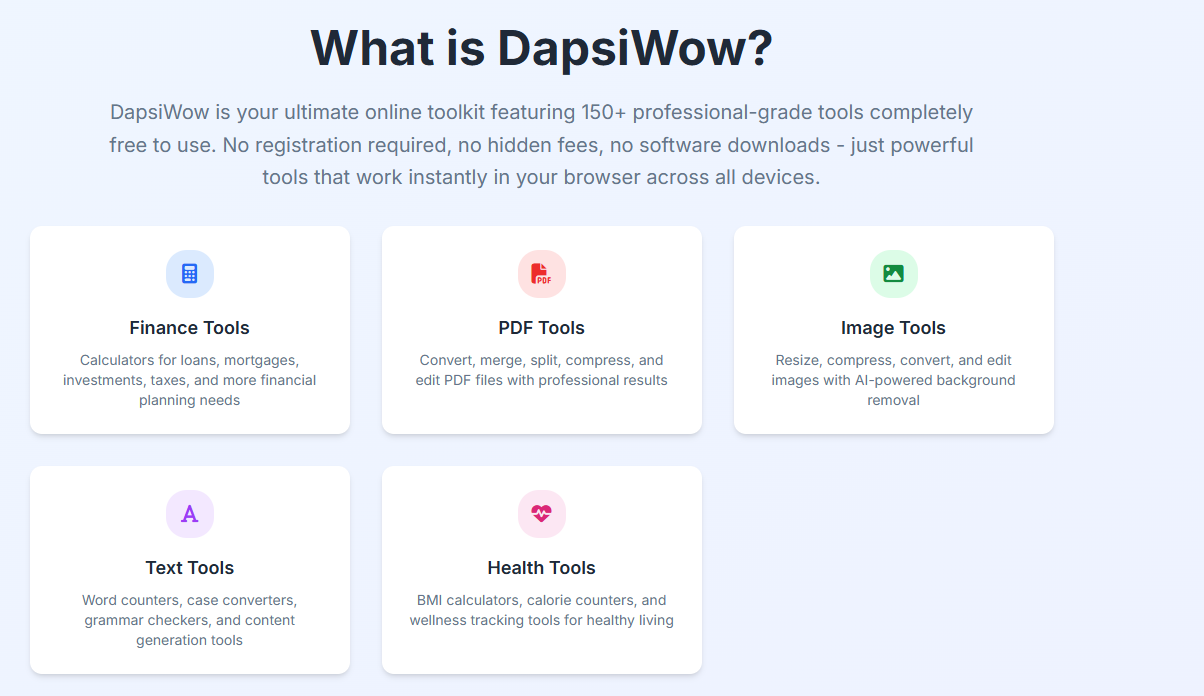 What is DapsiWow?
DapsiWow is your ultimate online toolkit featuring 150+ professional-grade tools completely
free to use. No registration required, no hidden fees, no software downloads - just powerful
tools that work instantly in your browser across all devices.
Finance Tools
Calculators for loans, mortgages,
investments, taxes, and more financial
planning needs
PDF
PDF Tools
Convert, merge, split, compress, and
edit PDF files with professional results
Image Tools
Resize, compress, convert, and edit
images with AI-powered background
removal
A
Text Tools
Word counters, case converters,
grammar checkers, and content
generation tools
Health Tools
BMI calculators, calorie counters, and
wellness tracking tools for healthy living